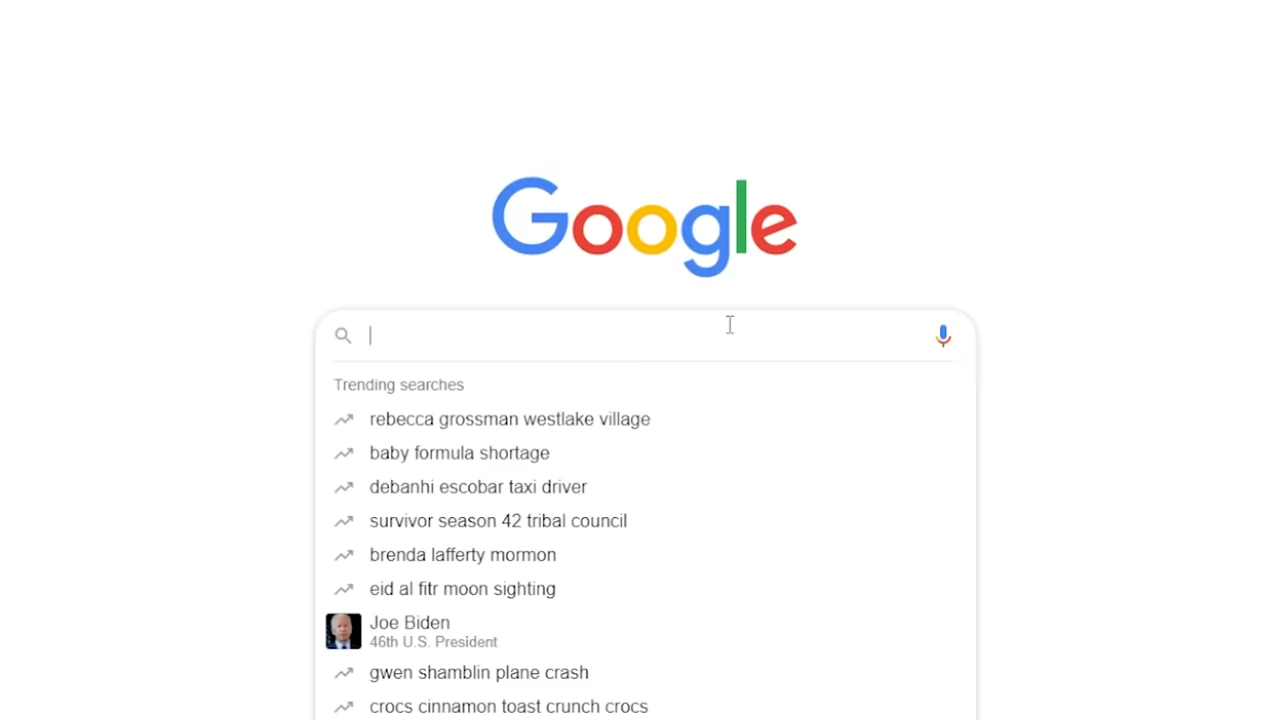 Google
Trending searches
rebecca grossman westlake village
baby formula shortage
debanhi escobar taxi driver
survivor season 42 tribal council
brenda lafferty mormon
eid al fitr moon sighting
Joe Biden
46th U.S. President
gwen shamblin plane crash
crocs cinnamon toast crunch crocs